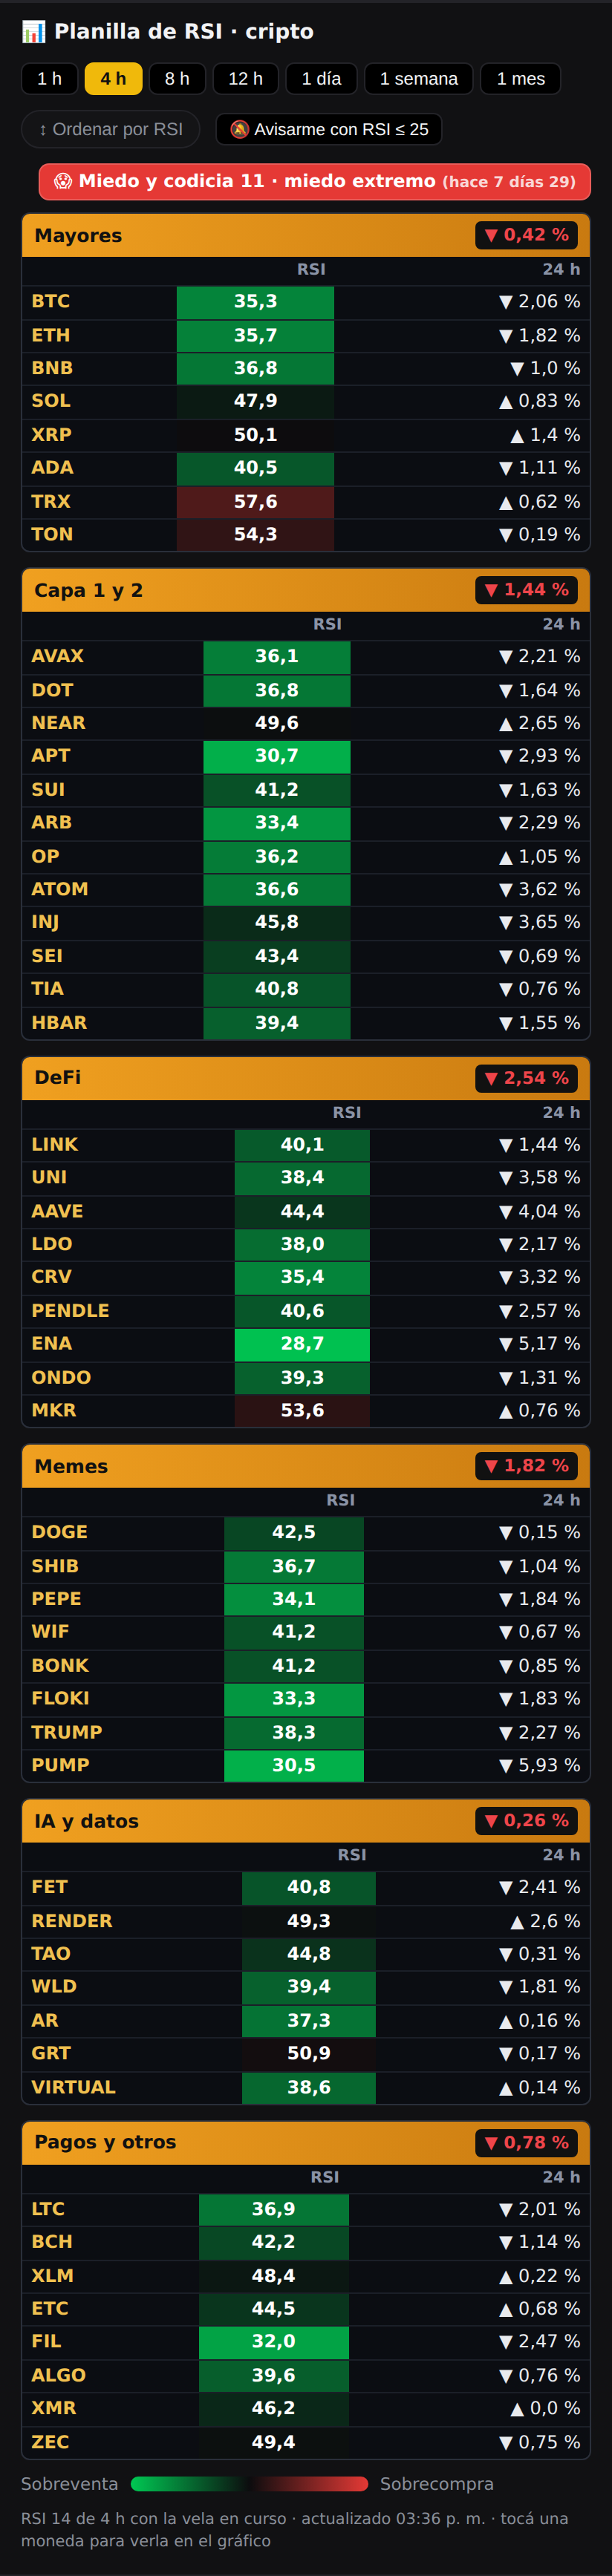 📊 Planilla de RSI · cripto
1 h 4 h 8 h 12 h 1 día 1 semana 1 mes
↕ Ordenar por RSI 🔕 Avisarme con RSI ≤ 25
😱 Miedo y codicia 11 · miedo extremo (hace 7 días 29)
Mayores ▼ 0,42 %
RSI 24 h
BTC 35,3 ▼ 2,06 %
ETH 35,7 ▼ 1,82 %
BNB 36,8 ▼ 1,0 %
SOL 47,9 ▲ 0,83 %
XRP 50,1 ▲ 1,4 %
ADA 40,5 ▼ 1,11 %
TRX 57,6 ▲ 0,62 %
TON 54,3 ▼ 0,19 %
Capa 1 y 2 ▼ 1,44 %
RSI 24 h
AVAX 36,1 ▼ 2,21 %
DOT 36,8 ▼ 1,64 %
NEAR 49,6 ▲ 2,65 %
APT 30,7 ▼ 2,93 %
SUI 41,2 ▼ 1,63 %
ARB 33,4 ▼ 2,29 %
OP 36,2 ▲ 1,05 %
ATOM 36,6 ▼ 3,62 %
INJ 45,8 ▼ 3,65 %
SEI 43,4 ▼ 0,69 %
TIA 40,8 ▼ 0,76 %
HBAR 39,4 ▼ 1,55 %
DeFi ▼ 2,54 %
RSI 24 h
LINK 40,1 ▼ 1,44 %
UNI 38,4 ▼ 3,58 %
AAVE 44,4 ▼ 4,04 %
LDO 38,0 ▼ 2,17 %
CRV 35,4 ▼ 3,32 %
PENDLE 40,6 ▼ 2,57 %
ENA 28,7 ▼ 5,17 %
ONDO 39,3 ▼ 1,31 %
MKR 53,6 ▲ 0,76 %
Memes ▼ 1,82 %
RSI 24 h
DOGE 42,5 ▼ 0,15 %
SHIB 36,7 ▼ 1,04 %
PEPE 34,1 ▼ 1,84 %
WIF 41,2 ▼ 0,67 %
BONK 41,2 ▼ 0,85 %
FLOKI 33,3 ▼ 1,83 %
TRUMP 38,3 ▼ 2,27 %
PUMP 30,5 ▼ 5,93 %
IA y datos ▼ 0,26 %
RSI 24 h
FET 40,8 ▼ 2,41 %
RENDER 49,3 ▲ 2,6 %
TAO 44,8 ▼ 0,31 %
WLD 39,4 ▼ 1,81 %
AR 37,3 ▲ 0,16 %
GRT 50,9 ▼ 0,17 %
VIRTUAL 38,6 ▲ 0,14 %
Pagos y otros ▼ 0,78 %
RSI 24 h
LTC 36,9 ▼ 2,01 %
BCH 42,2 ▼ 1,14 %
XLM 48,4 ▲ 0,22 %
ETC 44,5 ▲ 0,68 %
FIL 32,0 ▼ 2,47 %
ALGO 39,6 ▼ 0,76 %
XMR 46,2 ▲ 0,0 %
ZEC 49,4 ▼ 0,75 %
Sobreventa Sobrecompra
RSI 14 de 4 h con la vela en curso · actualizado 03:36 p. m. · tocá una
moneda para verla en el gráfico